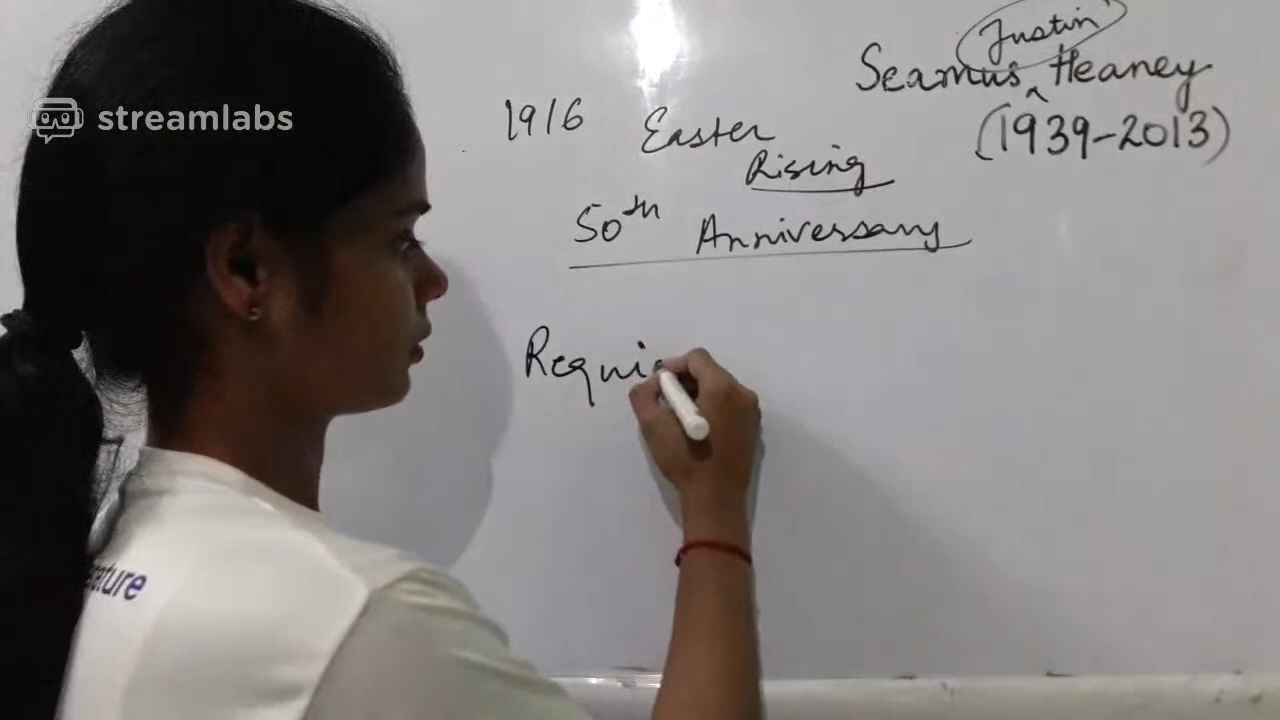 streamlabs
Justin
Seamus Heaney
(1939-2013)
1916 Easter
Rising
50th Anniversary
Requi